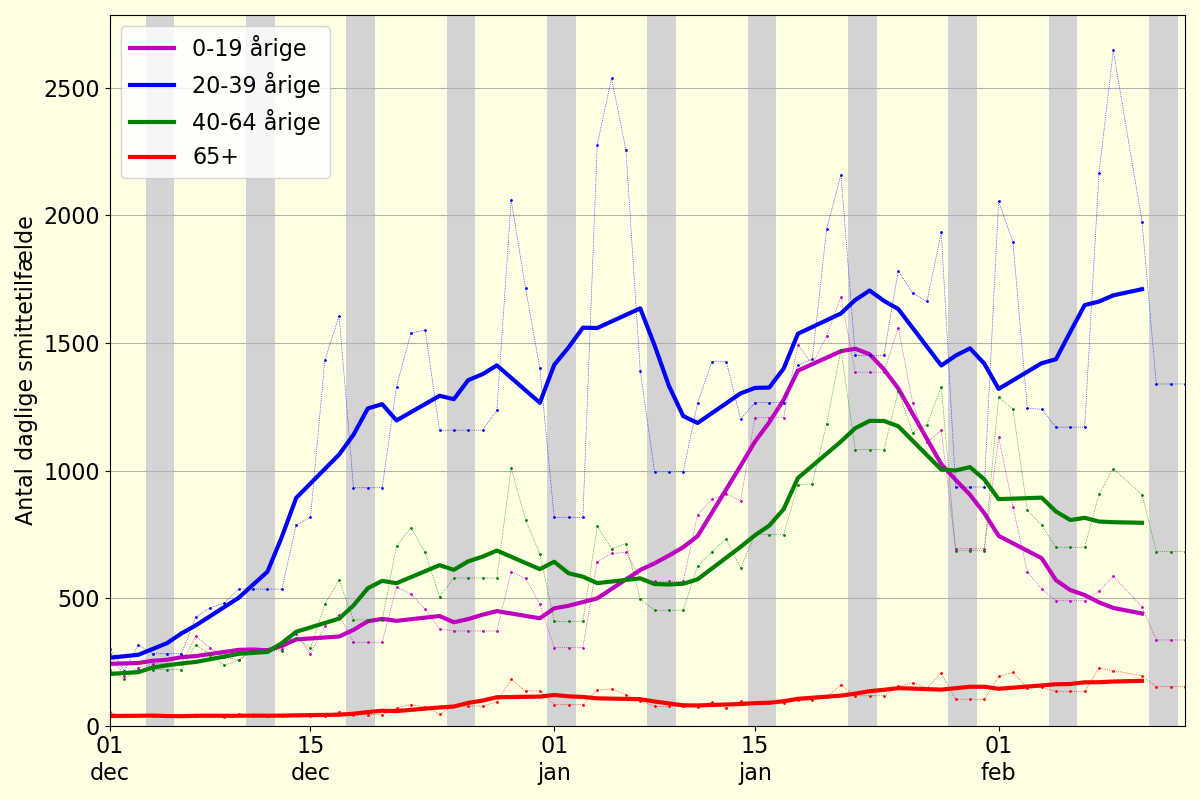 0-19 årige
20-39 årige
40-64 årige
65+
Antal daglige smittetilfælde
2500
2000
1500
1000
500
0
01 15 01 15 01
dec dec jan jan feb